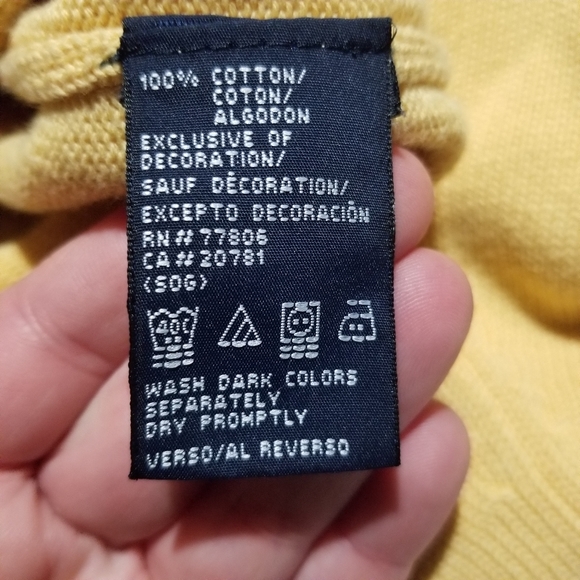 100% COTTON/
COTON/
ALGODON
EXCLUSIVE OF
DECORATION/
SAUF DÉCORATION/
EXCEPTO DECORACIÓN
RN# 77806
CA# 20781
(SOG)
40C
WASH DARK COLORS
SEPARATELY
DRY PROMPTLY
VERSO/AL REVERSO